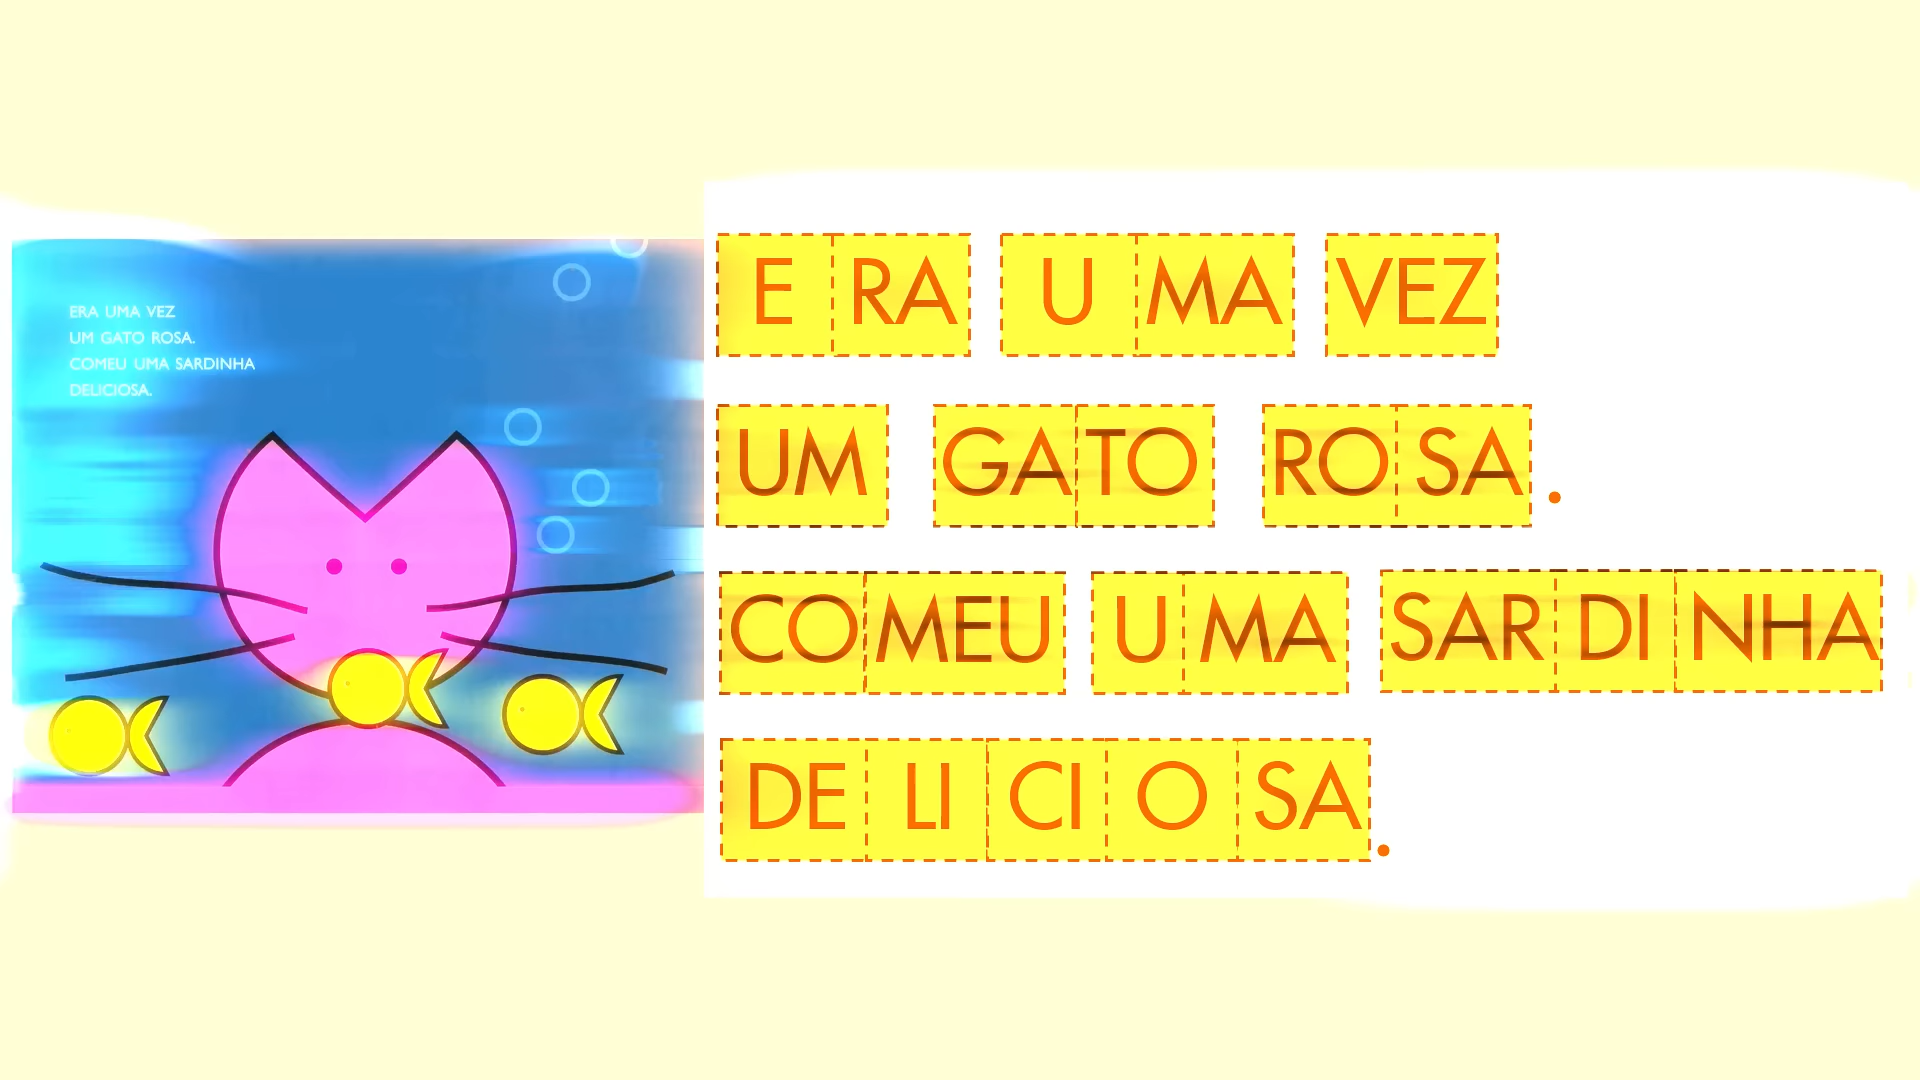 ERA UMA VEZ
UM GATO ROSA.
COMEU UMA SARDINHA
DELICIOSA.
E RA U MA VEZ
UM GA TO RO SA.
CO MEU U MA SAR DI NHA
DE LI CI O SA.